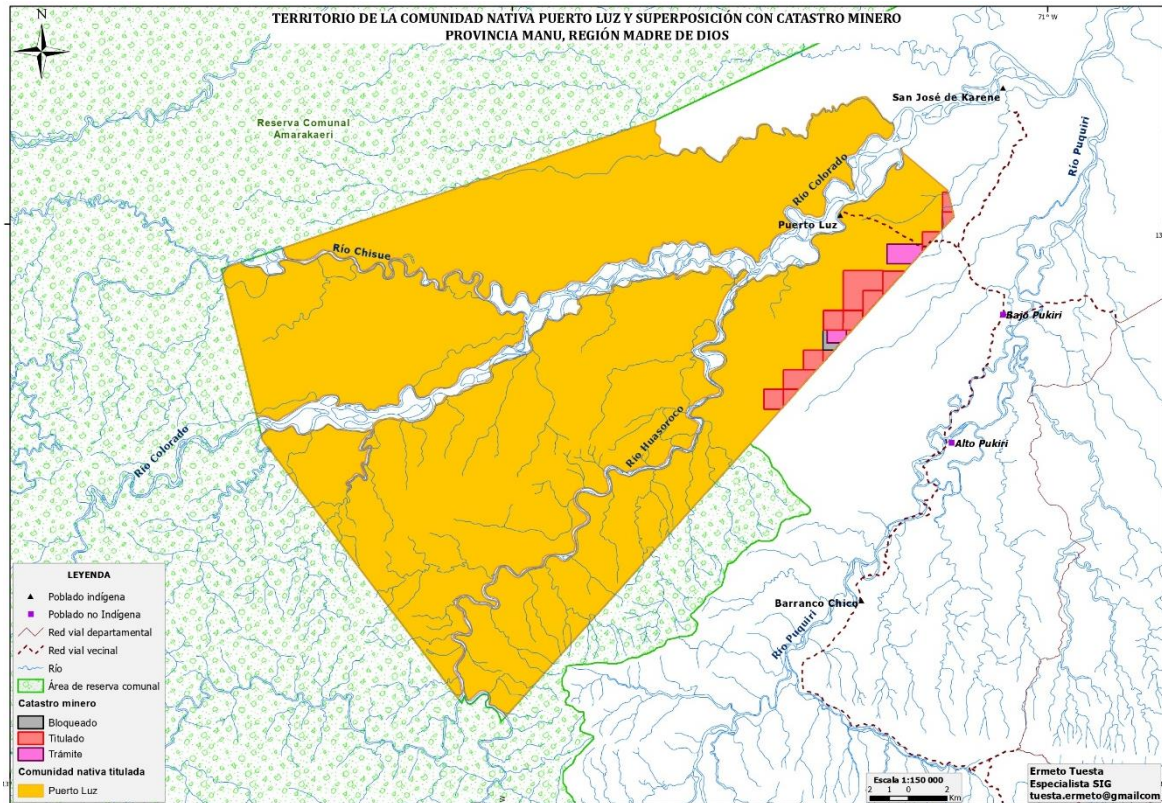 TERRITORIO DE LA COMUNIDAD NATIVA PUERTO LUZ Y SUPERPOSICIÓN CON CATASTRO MINERO
PROVINCIA MANU, REGIÓN MADRE DE DIOS
71° W
San José de Karene
Reserva Comunal
Amarakaeri
Río Puquiri
Río Colorado
Puerto Luz
13
Río Chisue
Bajo Pukiri
Río Huasoroco
Alto Pukiri
Río Colorado
Barranco Chico
Río Puquiri
LEYENDA
Poblado indígena
Poblado no Indígena
Red vial departamental
Red vial vecinal
Río
Área de reserva comunal
Catastro minero
Bloqueado
Titulado
Trámite
Comunidad nativa titulada
Puerto Luz
13
W
Escala 1:150 000
2 1 0 2
Km
Ermeto Tuesta
Especialista SIG
tuesta.ermeto@gmailcom